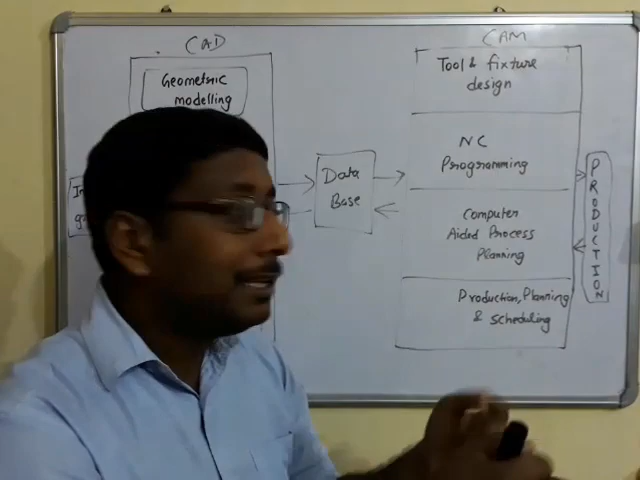 CAD
Geometric
modelling
Data
Base
CAM
Tool & fixture
design
NC
Programming
Computer
Aided Process
Planning
Production, Planning
& scheduling
PRODUCTION